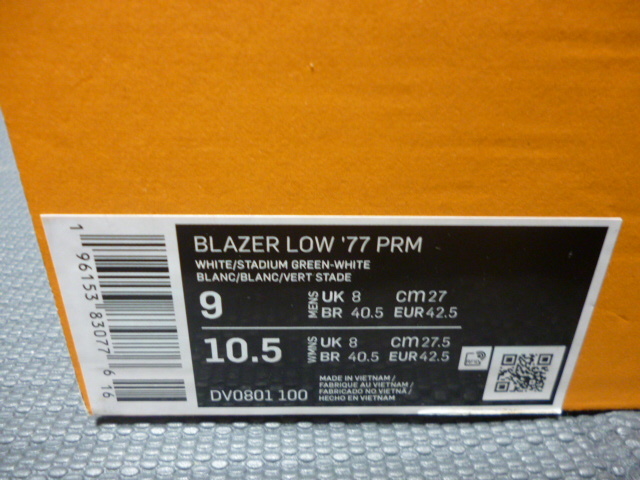 BLAZER LOW '77 PRM
WHITE/STADIUM GREEN-WHITE
BLANC/BLANC/VERT STADE
9 MENS UK 8 cm 27
BR 40.5 EUR 42.5
10.5 WMNS UK 8 cm 27.5
BR 40.5 EUR 42.5
MADE IN VIETNAM /
FABRIQUE AU VIETNAM /
FABRICADO NO VIETNÃ /
HECHO EN VIETNAM
DV0801 100
1 96153 83077 6 16